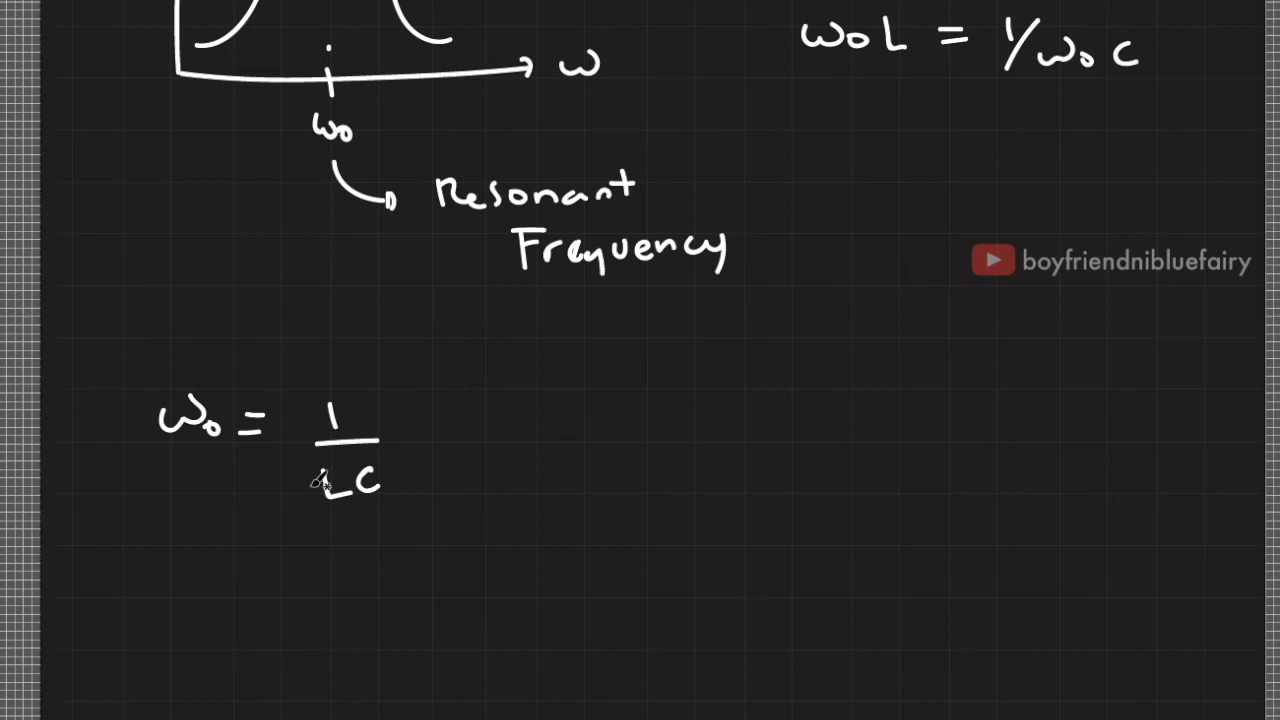 ω
ω₀L = 1/ω₀C
ω₀
Resonant
Frequency
boyfriendnibluefairy
ω₀ = 1/LC